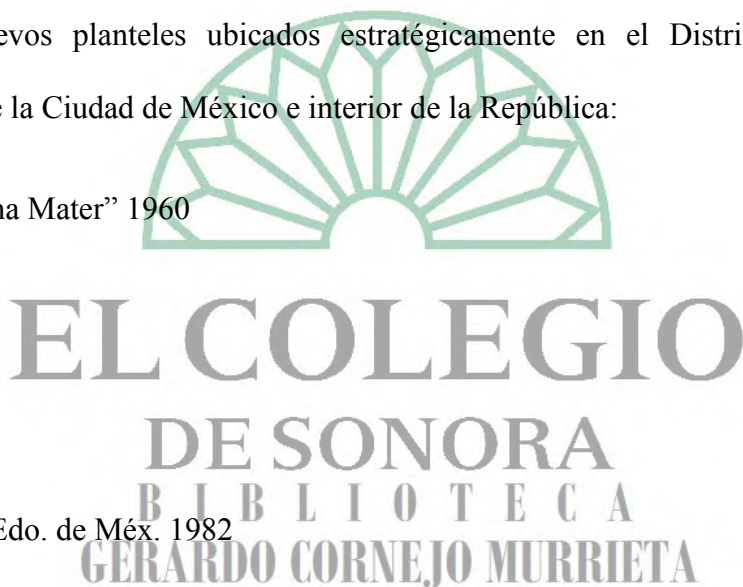 evos planteles ubicados estratégicamente en el Distri
e la Ciudad de México e interior de la República:
na Mater” 1960
EL COLEGIO
DE SONORA
BIBLIOTECA
Edo. de Méx. 1982
GERARDO CORNEJO MURRIETA